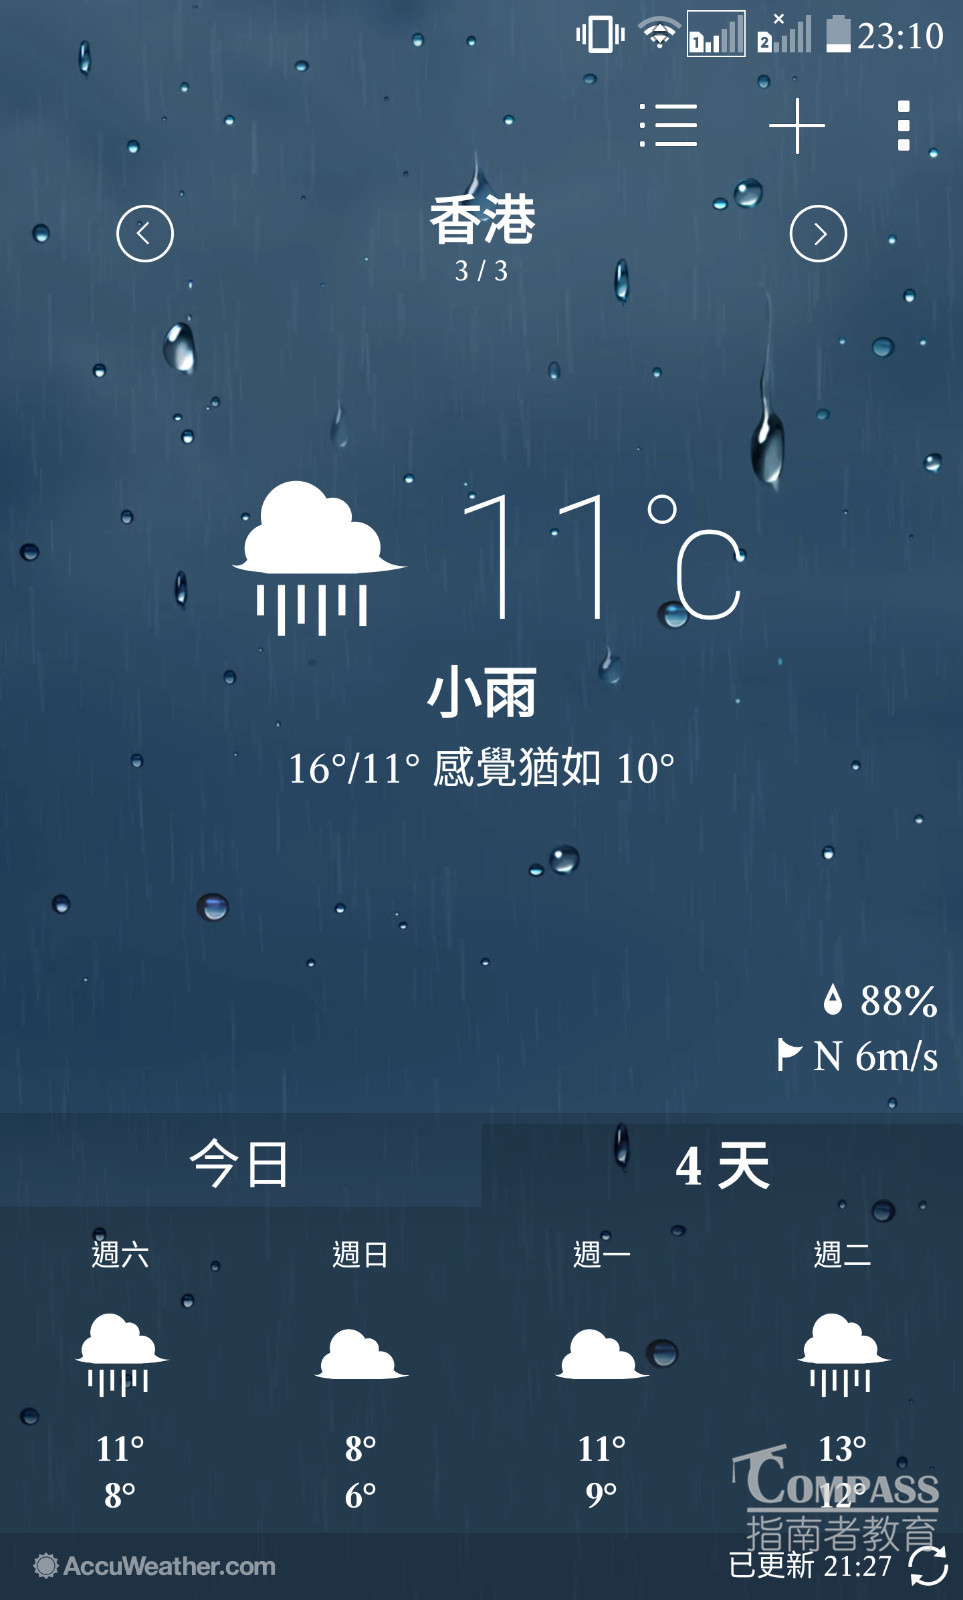 23:10
香港
3 / 3
11°c
小雨
16°/11° 感覺猶如 10°
88%
N 6m/s
今日 4 天
週六 週日 週一 週二
11° 8° 11° 13°
8° 6° 9° 12°
COMPASS
指南者教育
AccuWeather.com 已更新 21:27